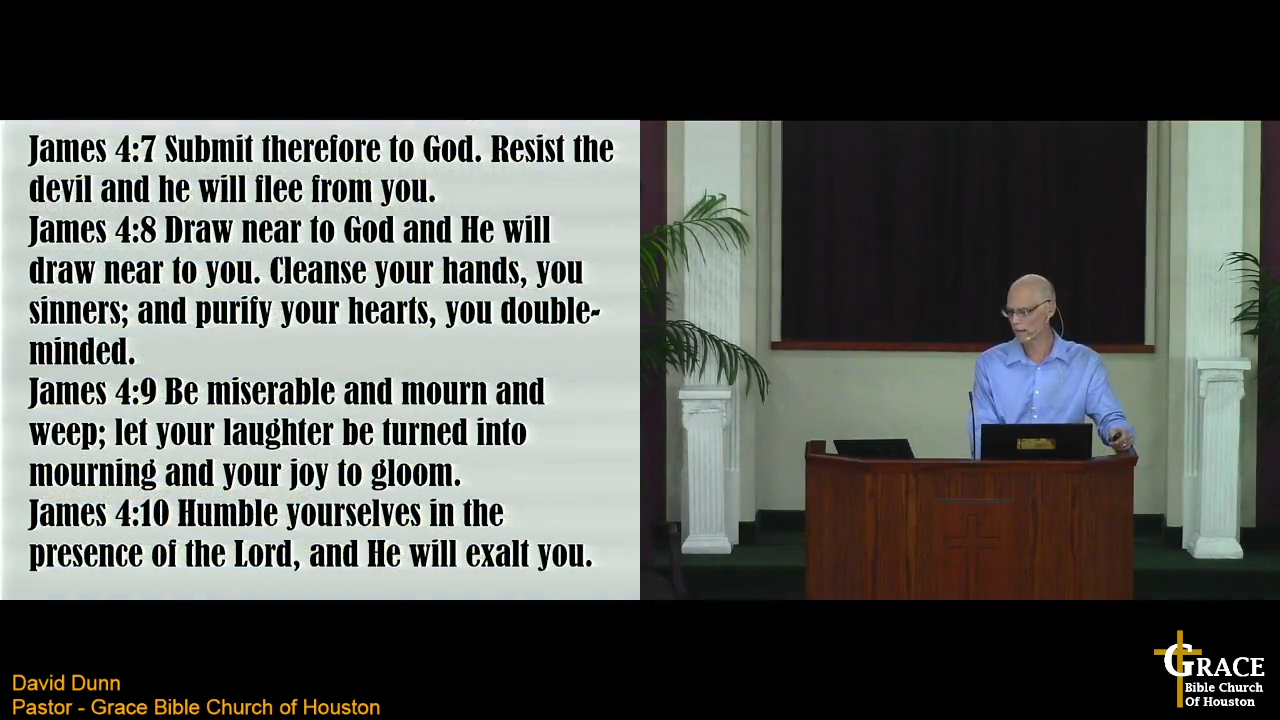 James 4:7 Submit therefore to God. Resist the
devil and he will flee from you.
James 4:8 Draw near to God and He will
draw near to you. Cleanse your hands, you
sinners; and purify your hearts, you double-
minded.
James 4:9 Be miserable and mourn and
weep; let your laughter be turned into
mourning and your joy to gloom.
James 4:10 Humble yourselves in the
presence of the Lord, and He will exalt you.
David Dunn
Pastor - Grace Bible Church of Houston
GRACE
Bible Church
Of Houston